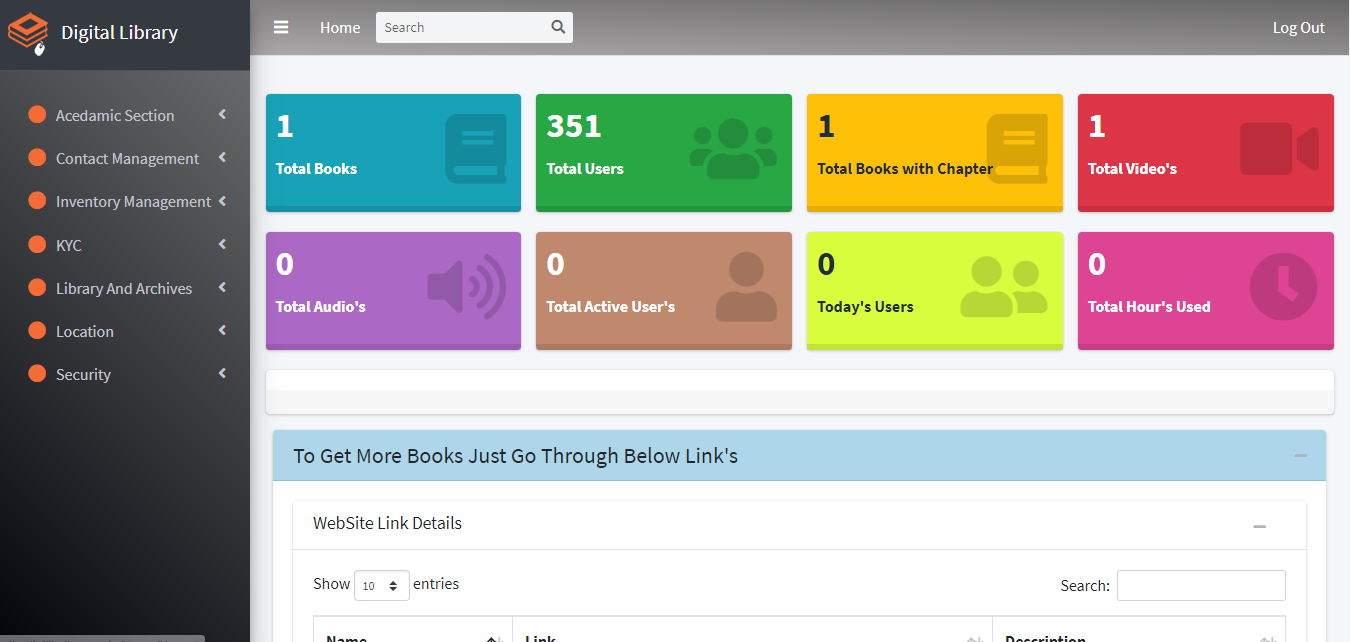 Digital Library
Home
Search
Log Out
Acedamic Section
Contact Management
Inventory Management
KYC
Library And Archives
Location
Security
1
Total Books
351
Total Users
1
Total Books with Chapter
1
Total Video's
0
Total Audio's
0
Total Active User's
0
Today's Users
0
Total Hour's Used
To Get More Books Just Go Through Below Link's
WebSite Link Details
Show 10 entries
Search:
Name Link Description